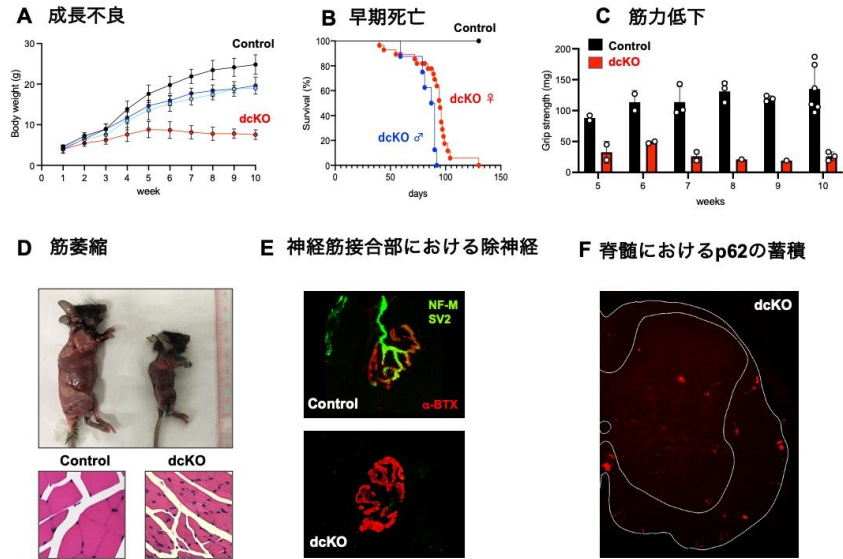 A 成長不良
Body weight (g)
30
20
10
0
Control
dcKO
0 1 2 3 4 5 6 7 8 9 10
week
B 早期死亡
Survival (%)
100
80
60
40
20
0
Control
dcKO ♀
dcKO ♂
0 50 100 150
days
C 筋力低下
Grip strength (mg)
200
150
100
50
0
Control
dcKO
5 6 7 8 9 10
weeks
D 筋萎縮
Control
dcKO
E 神経筋接合部における除神経
NF-M
SV2
Control
α-BTX
dcKO
F 脊髄におけるp62の蓄積
dcKO